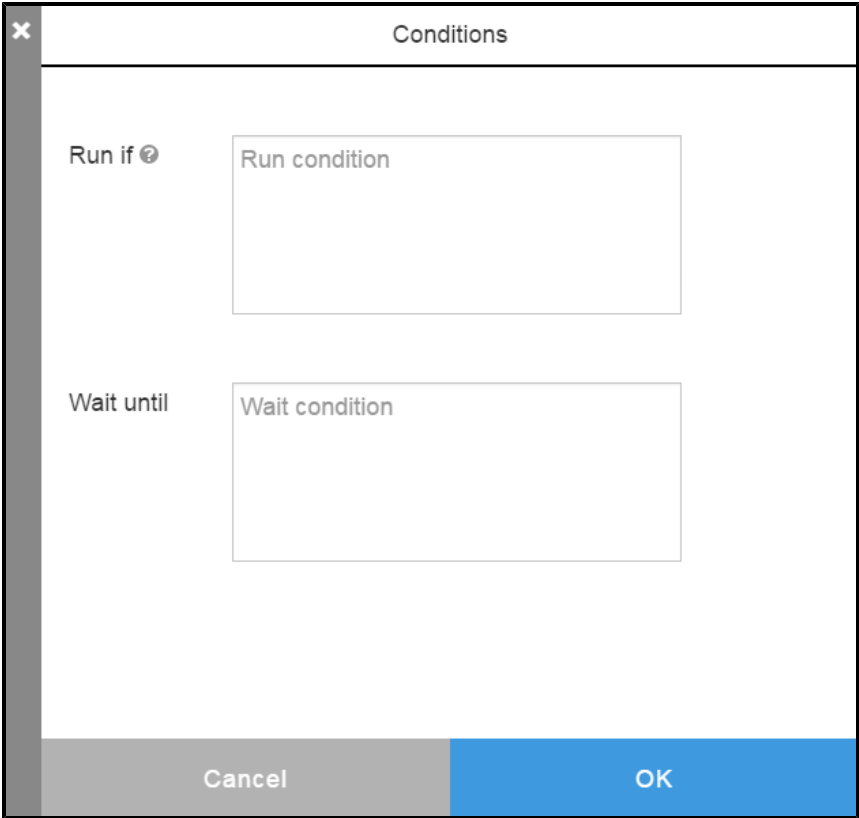 Conditions
Run if
Run condition
Wait until
Wait condition
Cancel
OK